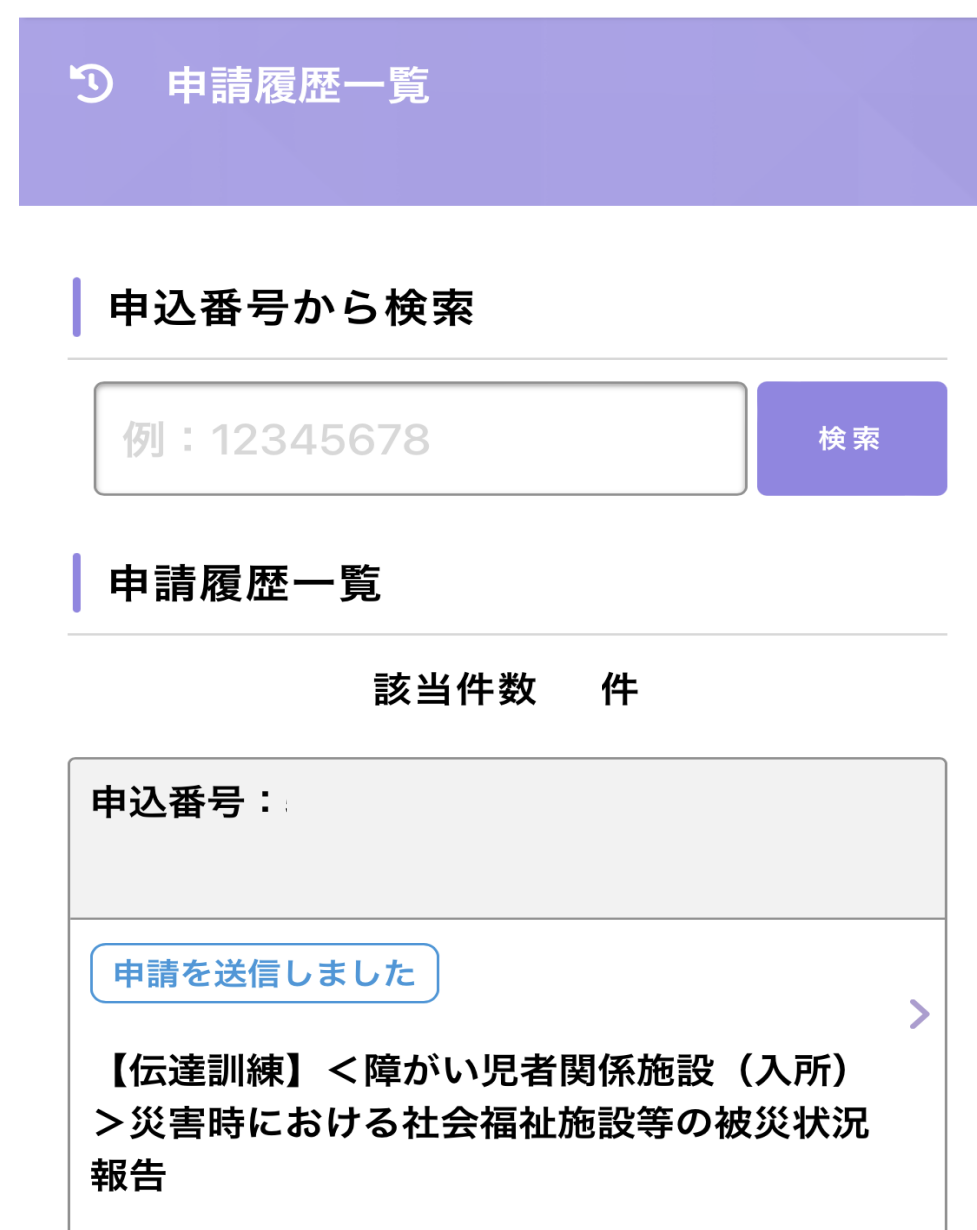 申請履歴一覧
申込番号から検索
例：12345678
検索
申請履歴一覧
該当件数　件
申込番号：
申請を送信しました
【伝達訓練】＜障がい児者関係施設（入所）
＞災害時における社会福祉施設等の被災状況
報告